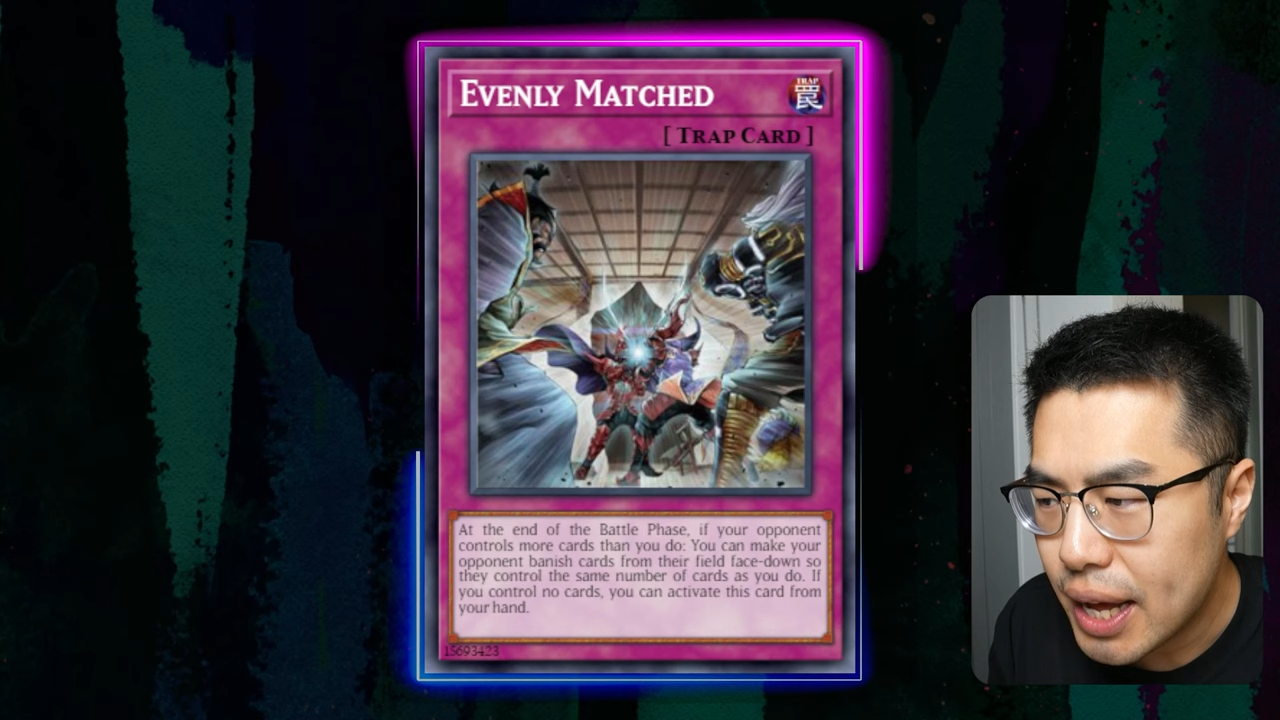 EVENLY MATCHED
TRAP
罠
[ TRAP CARD ]
At the end of the Battle Phase, if your opponent
controls more cards than you do: You can make your
opponent banish cards from their field face-down so
they control the same number of cards as you do. If
you control no cards, you can activate this card from
your hand.
15693423